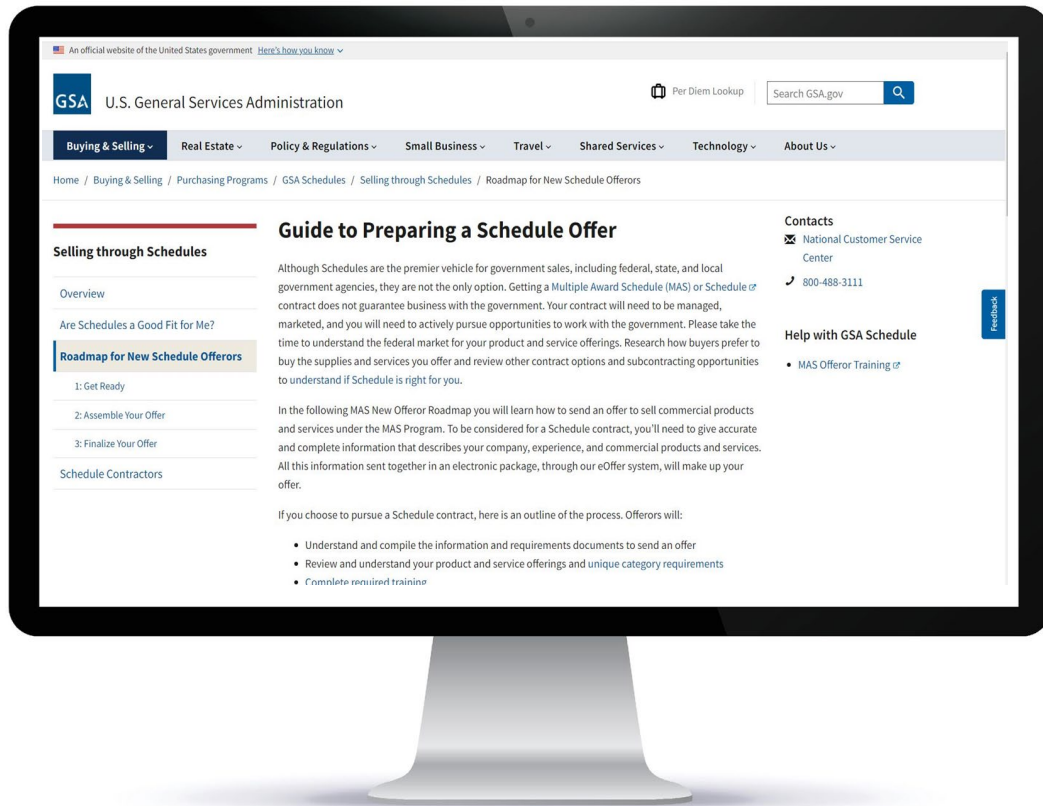 An official website of the United States government Here's how you know
GSA
U.S. General Services Administration
Per Diem Lookup
Search GSA.gov
Buying & Selling
Real Estate
Policy & Regulations
Small Business
Travel
Shared Services
Technology
About Us
Home / Buying & Selling / Purchasing Programs / GSA Schedules / Selling through Schedules / Roadmap for New Schedule Offerors
Selling through Schedules
Overview
Are Schedules a Good Fit for Me?
Roadmap for New Schedule Offerors
1: Get Ready
2: Assemble Your Offer
3: Finalize Your Offer
Schedule Contractors
Guide to Preparing a Schedule Offer
Although Schedules are the premier vehicle for government sales, including federal, state, and local
government agencies, they are not the only option. Getting a Multiple Award Schedule (MAS) or Schedule
contract does not guarantee business with the government. Your contract will need to be managed,
marketed, and you will need to actively pursue opportunities to work with the government. Please take the
time to understand the federal market for your product and service offerings. Research how buyers prefer to
buy the supplies and services you offer and review other contract options and subcontracting opportunities
to understand if Schedule is right for you.
In the following MAS New Offeror Roadmap you will learn how to send an offer to sell commercial products
and services under the MAS Program. To be considered for a Schedule contract, you'll need to give accurate
and complete information that describes your company, experience, and commercial products and services.
All this information sent together in an electronic package, through our eOffer system, will make up your
offer.
If you choose to pursue a Schedule contract, here is an outline of the process. Offerors will:
• Understand and compile the information and requirements documents to send an offer
• Review and understand your product and service offerings and unique category requirements
• Complete required training
Contacts
National Customer Service
Center
800-488-3111
Help with GSA Schedule
• MAS Offeror Training
Feedback